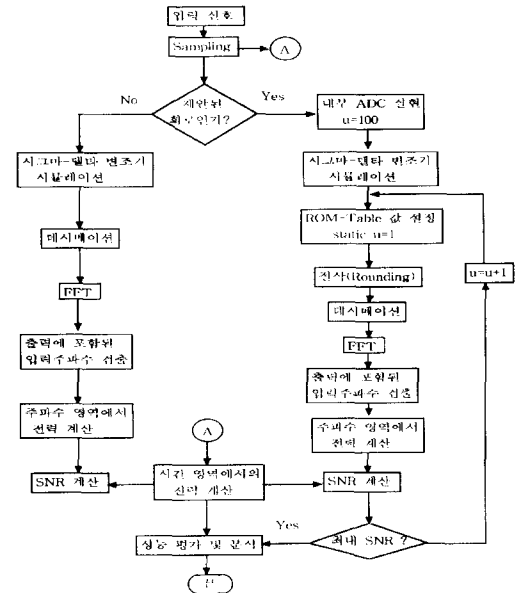 입력 신호
Sampling
A
No
Yes
제안된
회로인가?
내부 ADC 실현
u=100
시그마-델타 변조기
시뮬레이션
시그마-델타 변조기
시뮬레이션
ROM-Table 값 설정
static u=1
u=u+1
데시메이션
전사(Rounding)
데시메이션
FFT
FFT
출력에 포함된
입력주파수 검출
출력에 포함된
입력주파수 검출
주파수 영역에서
전력 계산
주파수 영역에서
전력 계산
A
SNR 계산
시간 영역에서의
전력 계산
SNR 계산
Yes
성능 평가 및 분석
최대 SNR ?
끝